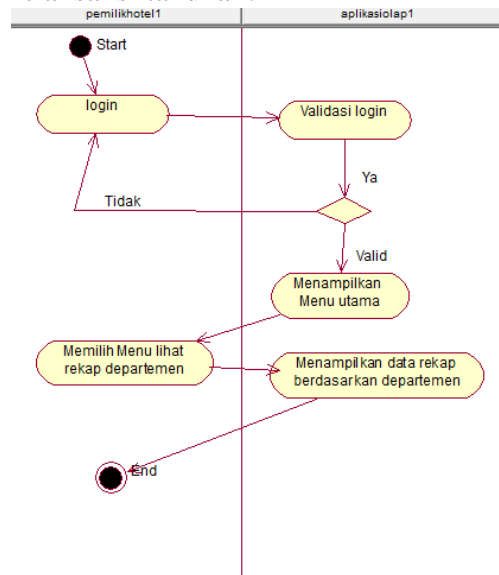 pemilikhotel1
aplikasiolap1
Start
login
Validasi login
Ya
Tidak
Valid
Menampilkan
Menu utama
Memilih Menu lihat
rekap departemen
Menampilkan data rekap
berdasarkan departemen
End